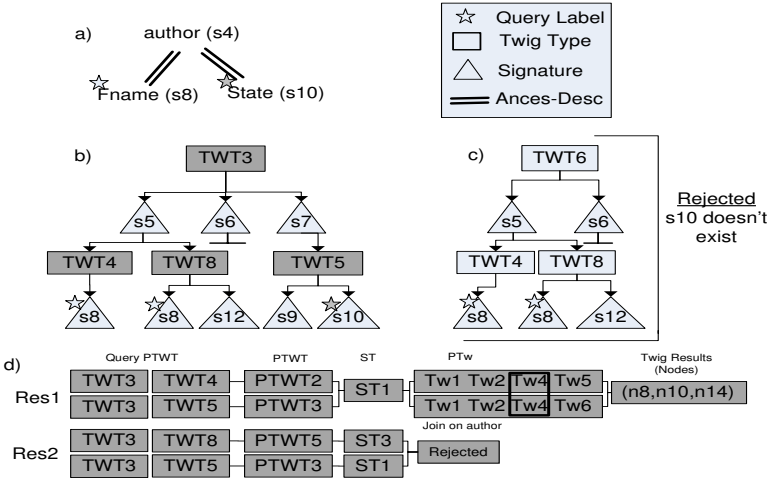 a)
author (s4)
Fname (s8)
State (s10)
Query Label
Twig Type
Signature
Ances-Desc
b)
TWT3
s5
s6
s7
TWT4
TWT8
TWT5
s8
s8
s12
s9
s10
c)
TWT6
s5
s6
TWT4
TWT8
s8
s8
s12
Rejected
s10 doesn't
exist
d)
Query PTWT
PTWT
ST
PTw
Twig Results
(Nodes)
Res1
TWT3 TWT4 PTWT2
TWT3 TWT5 PTWT3
ST1
Tw1 Tw2 Tw4 Tw5
Tw1 Tw2 Tw4 Tw6
(n8,n10,n14)
Join on author
Res2
TWT3 TWT8 PTWT5 ST3
TWT3 TWT5 PTWT3 ST1
Rejected